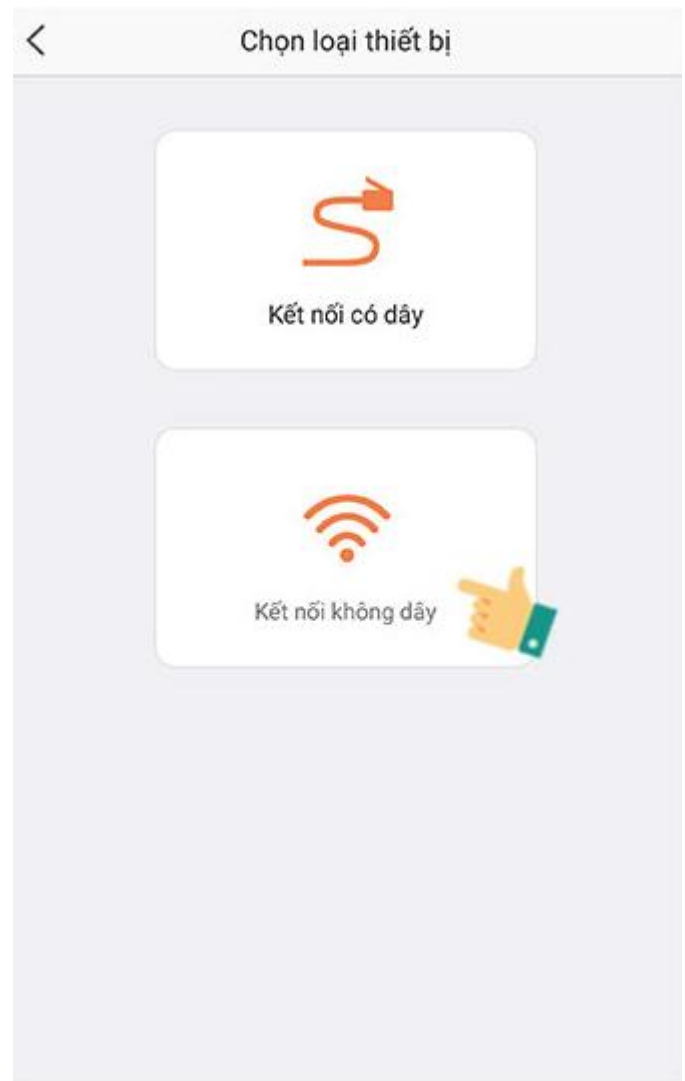 Chọn loại thiết bị
Kết nối có dây
Kết nối không dây